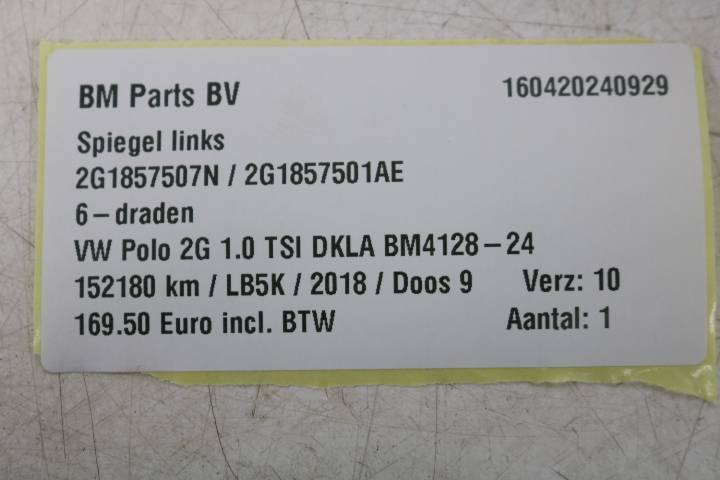 BM Parts BV 160420240929
Spiegel links
2G1857507N / 2G1857501AE
6-draden
VW Polo 2G 1.0 TSI DKLA BM4128-24
152180 km / LB5K / 2018 / Doos 9 Verz: 10
169.50 Euro incl. BTW Aantal: 1